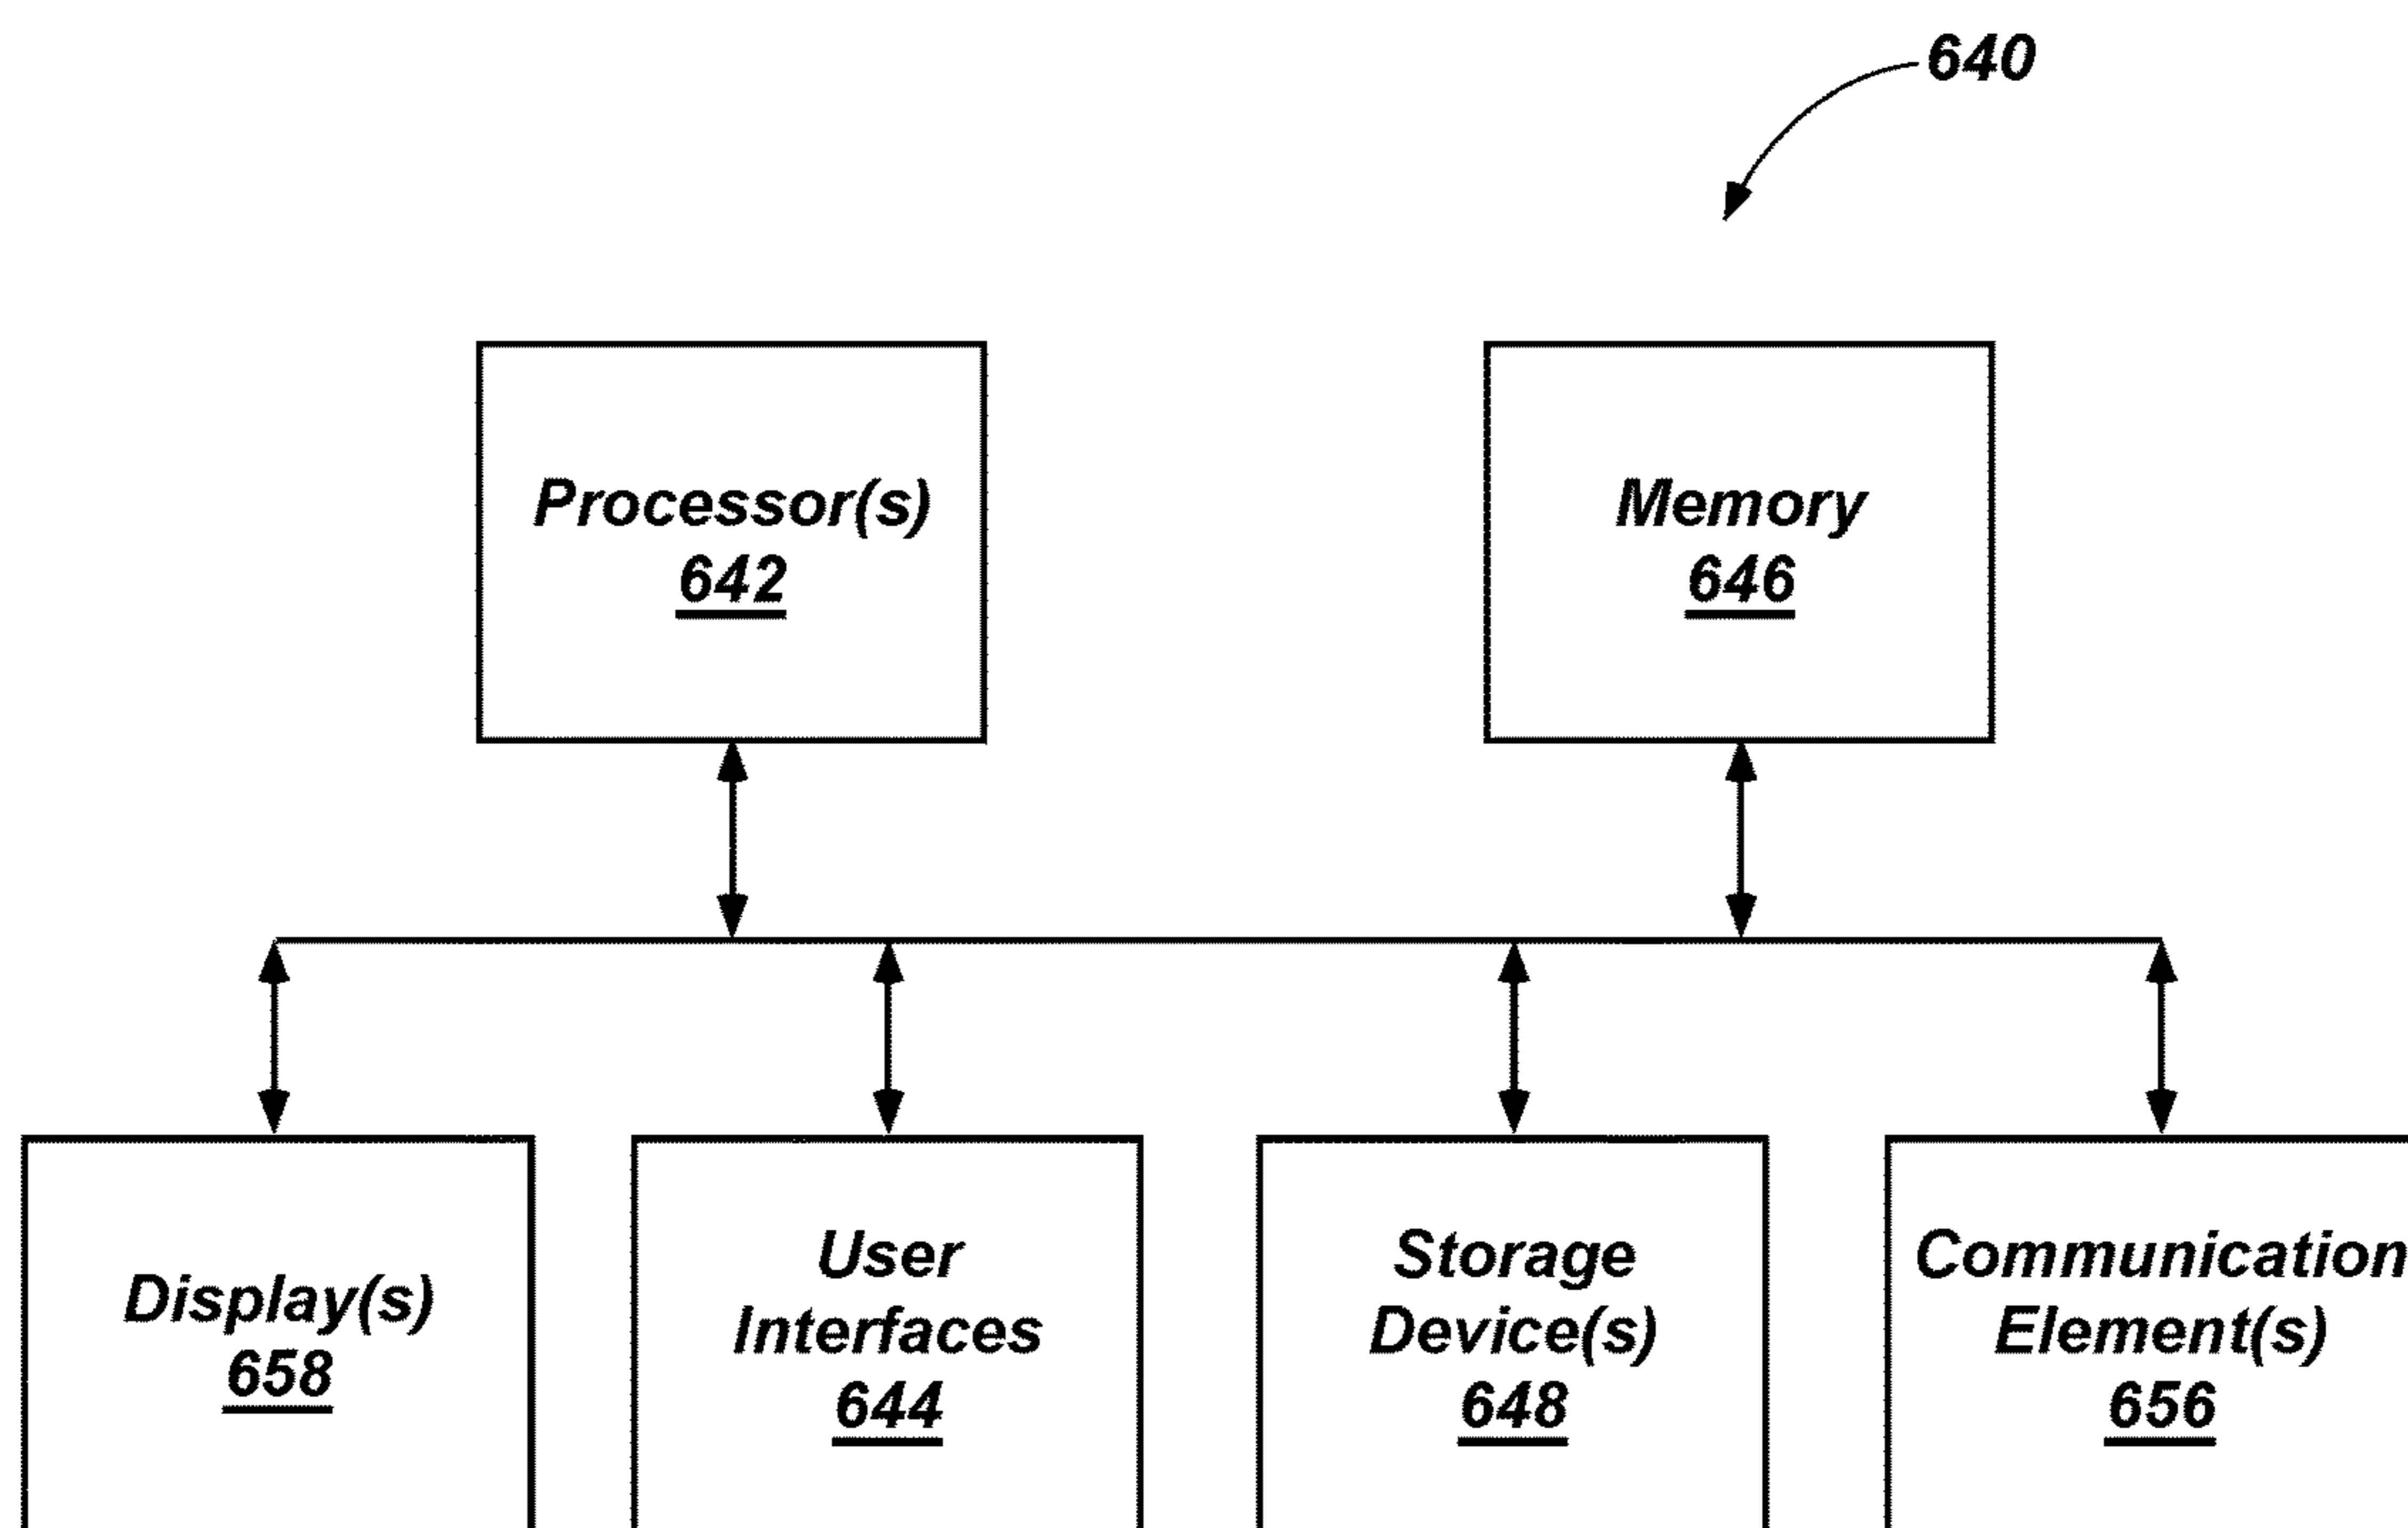 640
Processor(s)
642
Memory
646
Display(s)
658
User
Interfaces
644
Storage
Device(s)
648
Communication
Element(s)
656